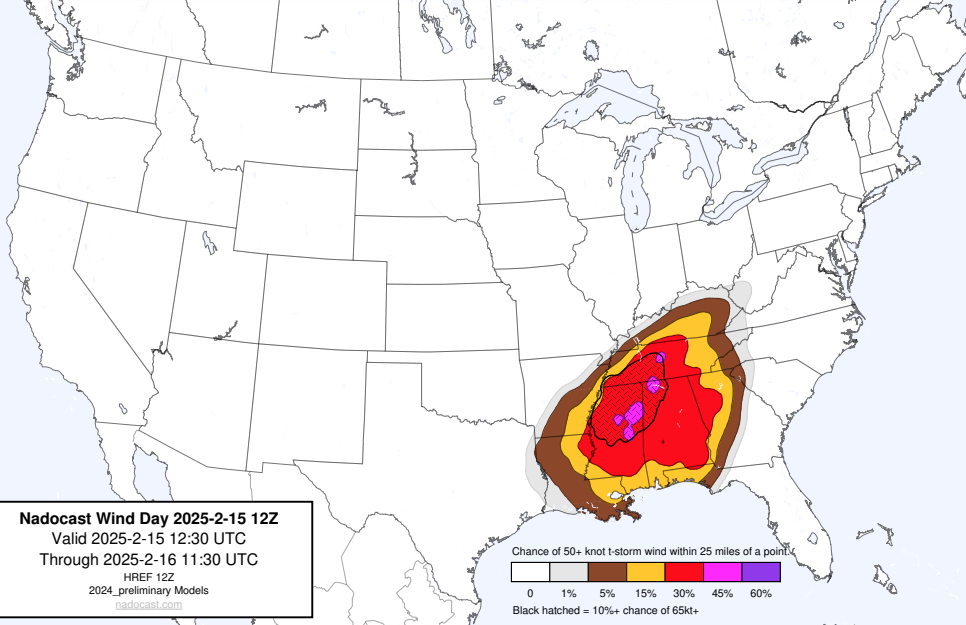 Nadocast Wind Day 2025-2-15 12Z
Valid 2025-2-15 12:30 UTC
Through 2025-2-16 11:30 UTC
HREF 12Z
2024_preliminary Models
nadocast.com
Chance of 50+ knot t-storm wind within 25 miles of a point.
0 1% 5% 15% 30% 45% 60%
Black hatched = 10%+ chance of 65kt+